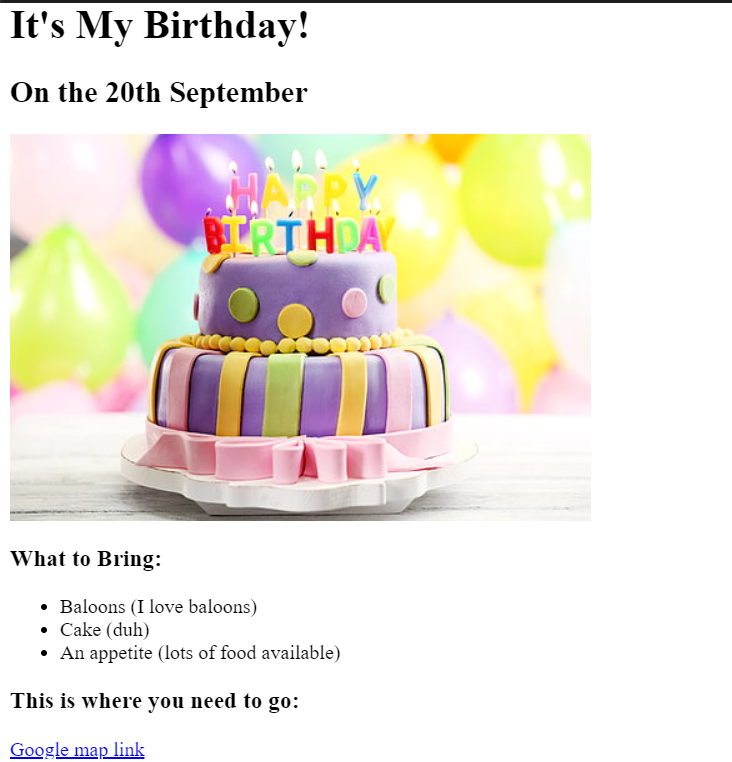 It's My Birthday!
On the 20th September
HAPPY
BIRTHDAY
What to Bring:
Baloons (I love baloons)
Cake (duh)
An appetite (lots of food available)
This is where you need to go:
Google map link